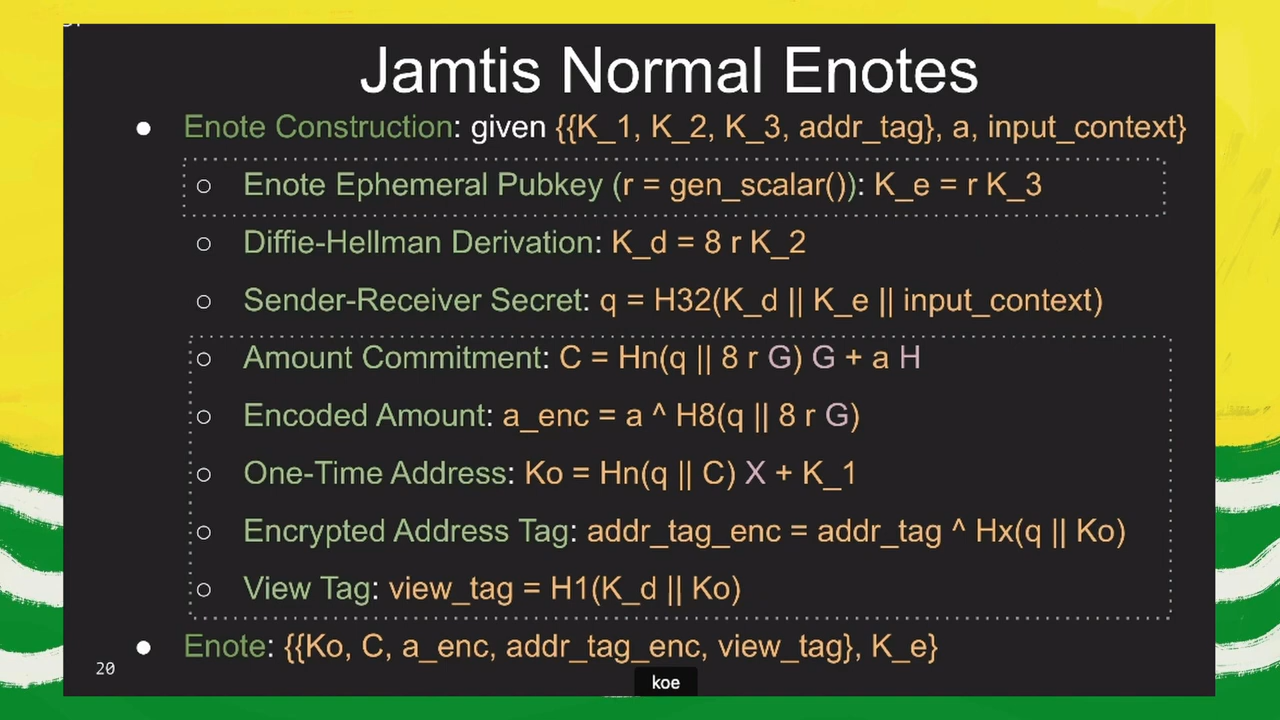 Jamtis Normal Enotes
● Enote Construction: given {{K_1, K_2, K_3, addr_tag}, a, input_context}
○ Enote Ephemeral Pubkey (r = gen_scalar()): K_e = r K_3
○ Diffie-Hellman Derivation: K_d = 8 r K_2
○ Sender-Receiver Secret: q = H32(K_d || K_e || input_context)
○ Amount Commitment: C = Hn(q || 8 r G) G + a H
○ Encoded Amount: a_enc = a ^ H8(q || 8 r G)
○ One-Time Address: Ko = Hn(q || C) X + K_1
○ Encrypted Address Tag: addr_tag_enc = addr_tag ^ Hx(q || Ko)
○ View Tag: view_tag = H1(K_d || Ko)
● Enote: {{Ko, C, a_enc, addr_tag_enc, view_tag}, K_e}
20
koe